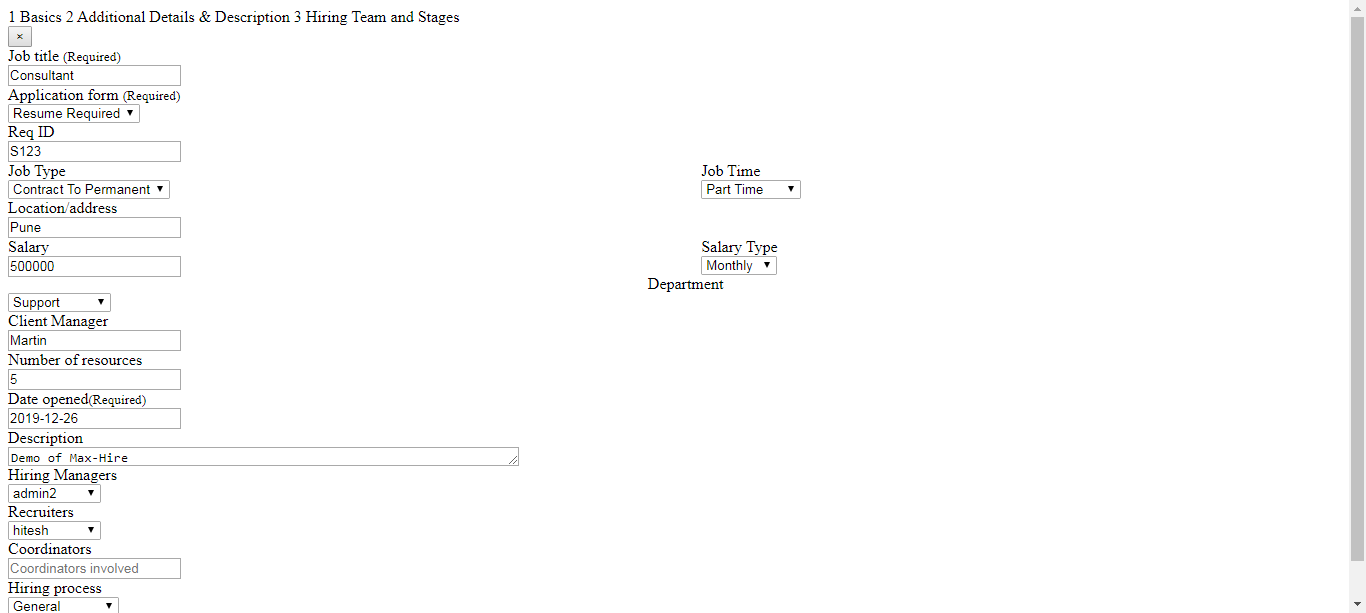 1 Basics 2 Additional Details & Description 3 Hiring Team and Stages
×
Job title (Required)
Consultant
Application form (Required)
Resume Required
Req ID
S123
Job Type Job Time
Contract To Permanent Part Time
Location/address
Pune
Salary Salary Type
500000 Monthly
Department
Support
Client Manager
Martin
Number of resources
5
Date opened(Required)
2019-12-26
Description
Demo of Max-Hire
Hiring Managers
admin2
Recruiters
hitesh
Coordinators
Coordinators involved
Hiring process
General